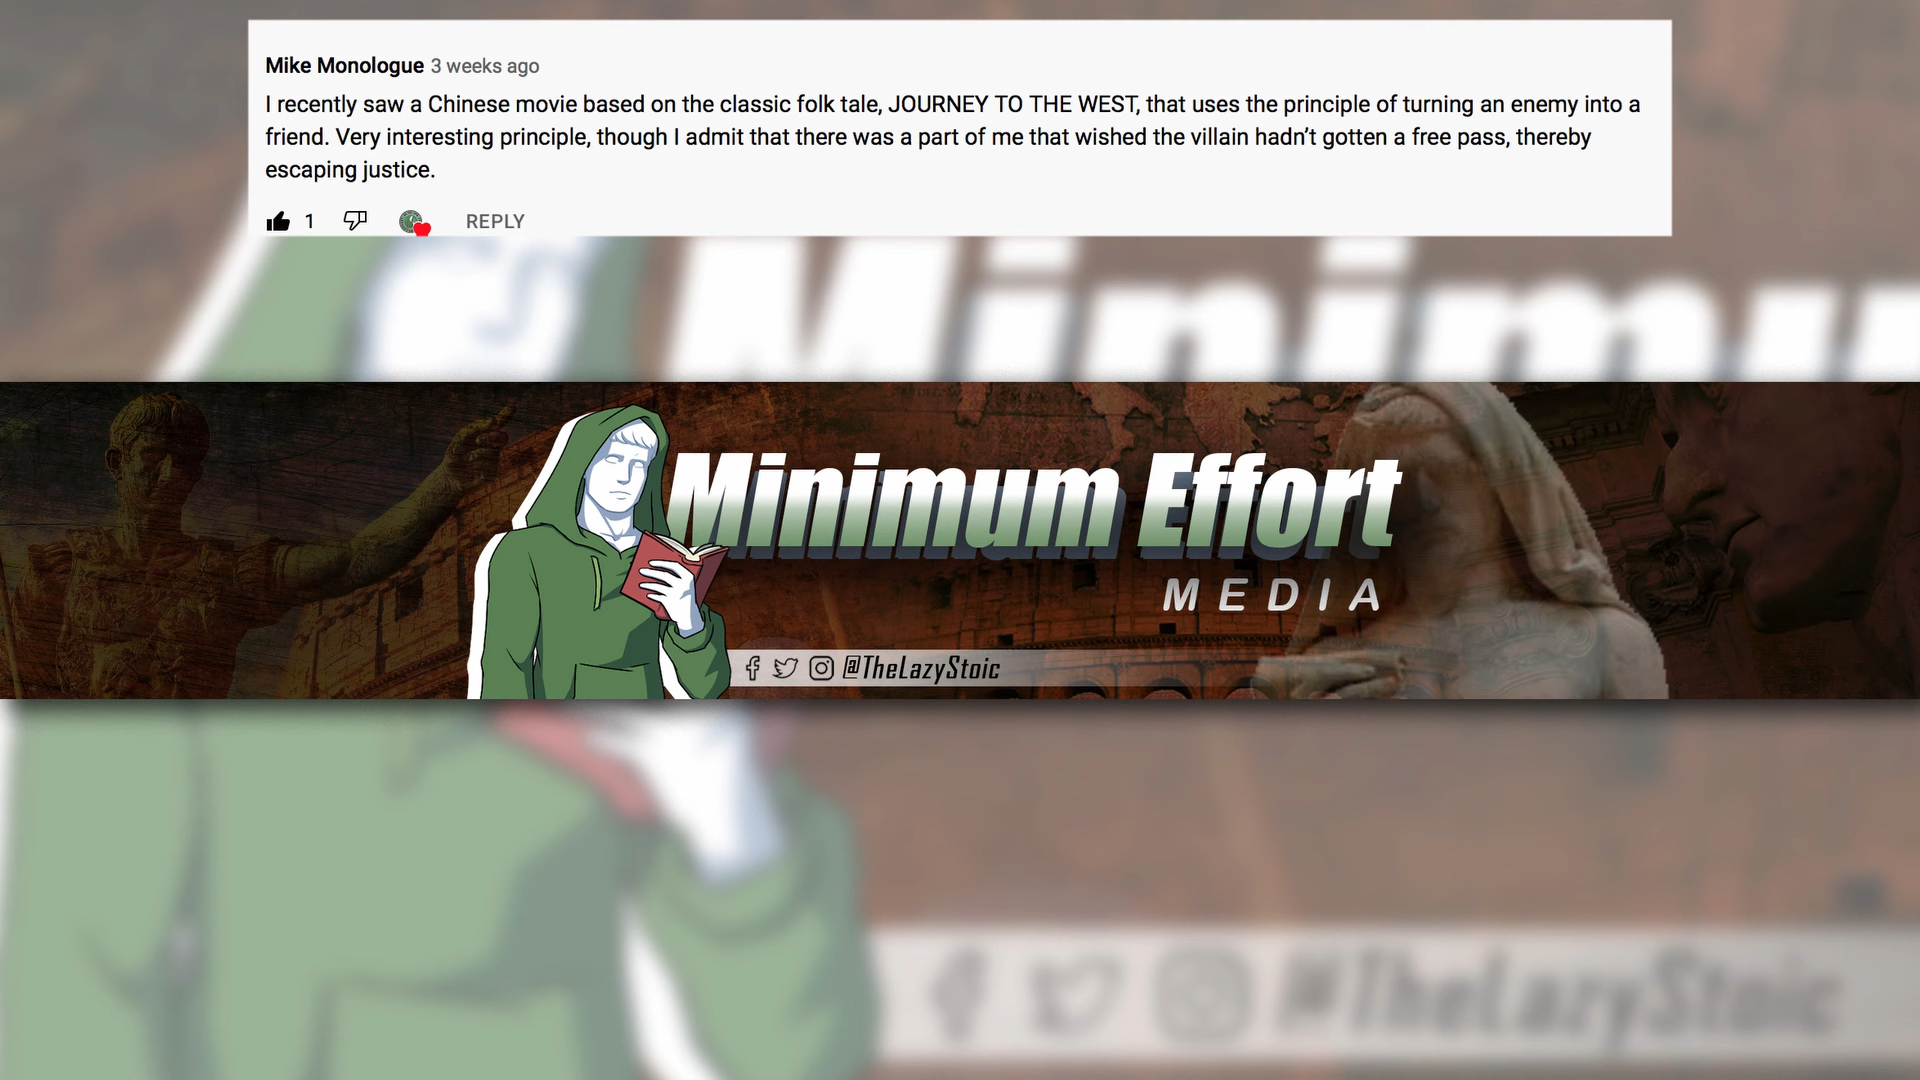 Mike Monologue 3 weeks ago
I recently saw a Chinese movie based on the classic folk tale, JOURNEY TO THE WEST, that uses the principle of turning an enemy into a
friend. Very interesting principle, though I admit that there was a part of me that wished the villain hadn’t gotten a free pass, thereby
escaping justice.
1 REPLY
Minimu
Minimum Effort
MEDIA
@TheLazyStoic
@TheLazyStoic